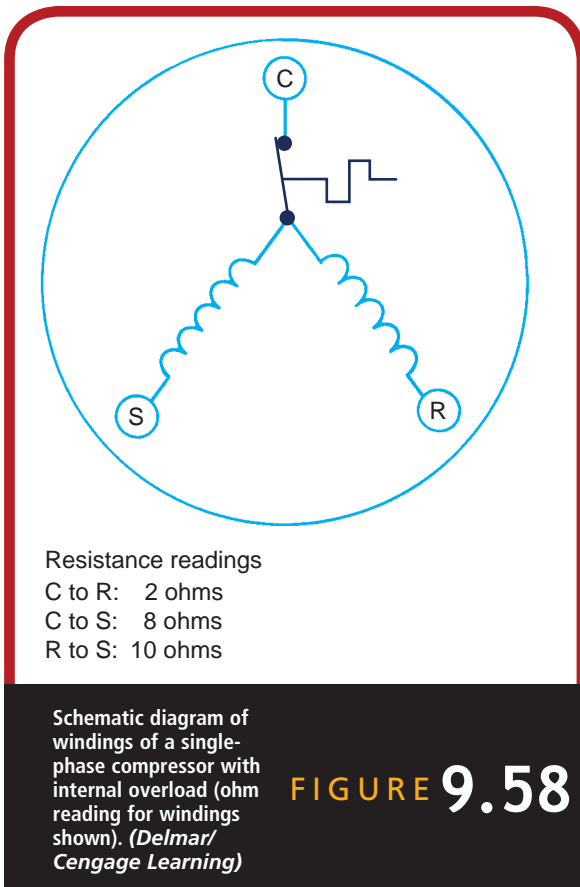 C
S
R
Resistance readings
C to R: 2 ohms
C to S: 8 ohms
R to S: 10 ohms
Schematic diagram of
windings of a single-
phase compressor with
internal overload (ohm
reading for windings
shown). (Delmar/
Cengage Learning)
FIGURE 9.58